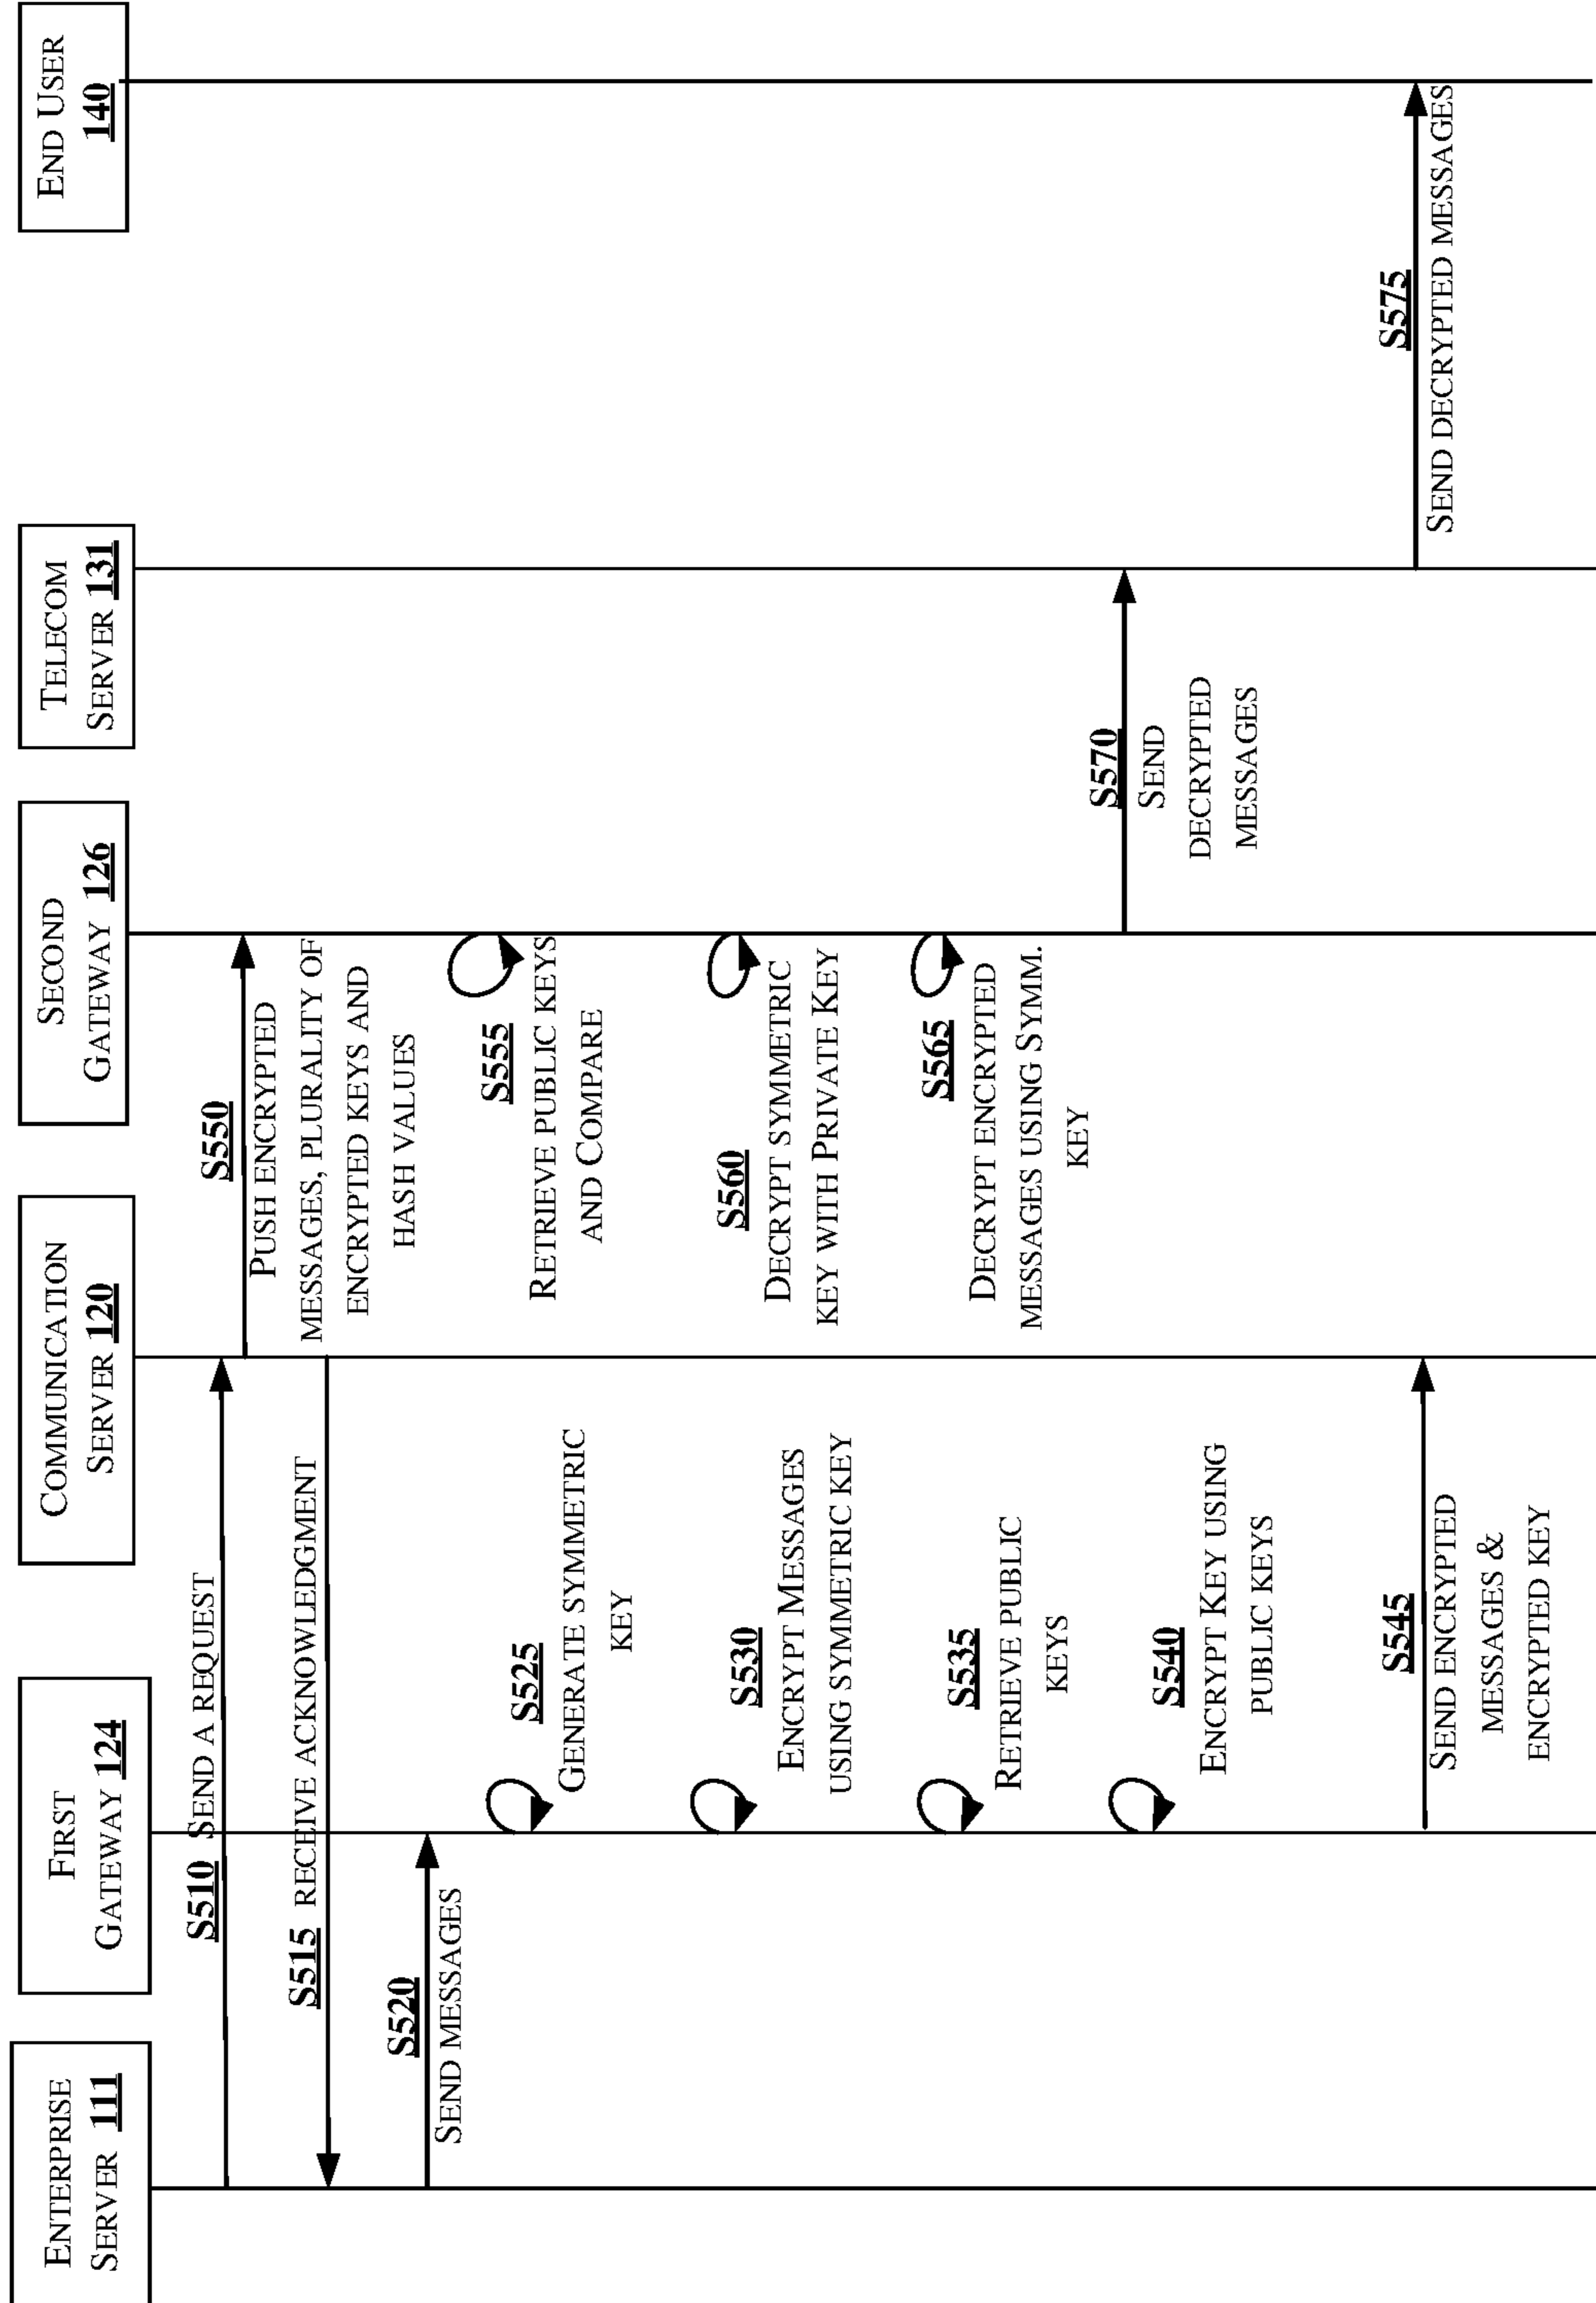 ENTERPRISE
SERVER 111
FIRST
GATEWAY 124
COMMUNICATION
SERVER 120
SECOND
GATEWAY 126
TELECOM
SERVER 131
END USER
140
S510 SEND A REQUEST
S515 RECEIVE ACKNOWLEDGMENT
S520
SEND MESSAGES
S525
GENERATE SYMMETRIC
KEY
S530
ENCRYPT MESSAGES
USING SYMMETRIC KEY
S535
RETRIEVE PUBLIC
KEYS
S540
ENCRYPT KEY USING
PUBLIC KEYS
S545
SEND ENCRYPTED
MESSAGES &
ENCRYPTED KEY
S550
PUSH ENCRYPTED
MESSAGES, PLURALITY OF
ENCRYPTED KEYS AND
HASH VALUES
S555
RETRIEVE PUBLIC KEYS
AND COMPARE
S560
DECRYPT SYMMETRIC
KEY WITH PRIVATE KEY
S565
DECRYPT ENCRYPTED
MESSAGES USING SYMM.
KEY
S570
SEND
DECRYPTED
MESSAGES
S575
SEND DECRYPTED MESSAGES